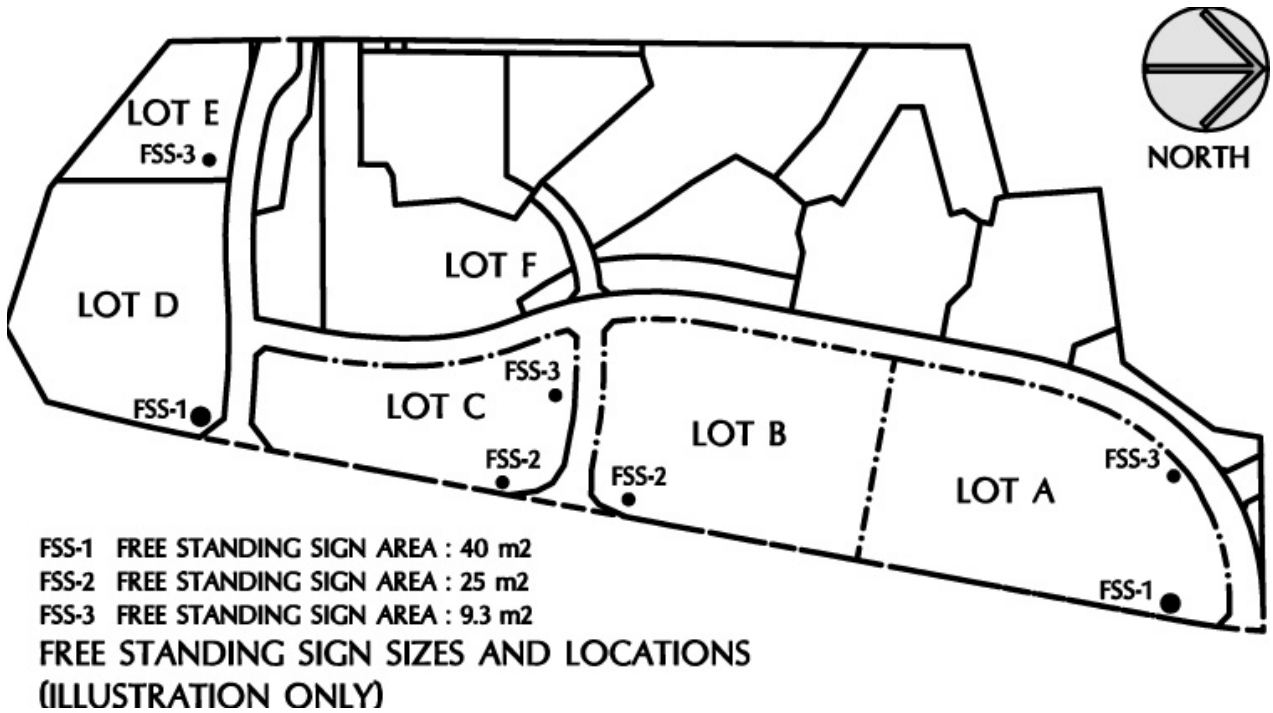 NORTH
LOT E
FSS-3
LOT D
FSS-1
LOT F
LOT C
FSS-3
FSS-2
LOT B
FSS-2
LOT A
FSS-3
FSS-1
FSS-1 FREE STANDING SIGN AREA : 40 m2
FSS-2 FREE STANDING SIGN AREA : 25 m2
FSS-3 FREE STANDING SIGN AREA : 9.3 m2
FREE STANDING SIGN SIZES AND LOCATIONS
(ILLUSTRATION ONLY)